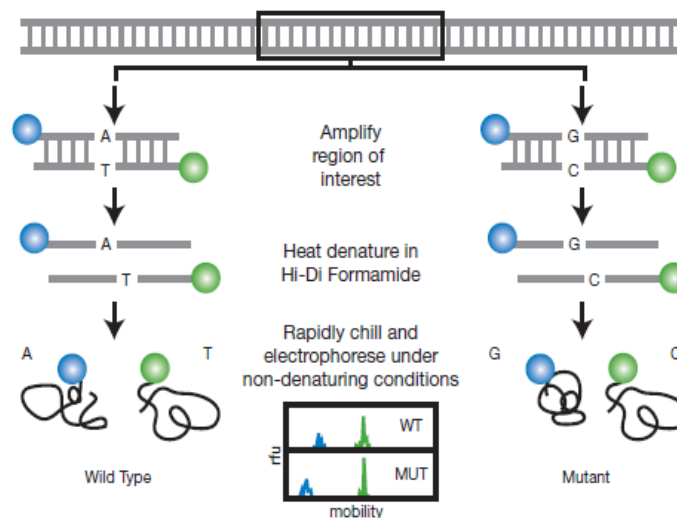 A
T
Amplify
region of
interest
G
C
A
T
Heat denature in
Hi-Di Formamide
G
C
A
T
Rapidly chill and
electrophorese under
non-denaturing conditions
G
C
rfu
WT
MUT
mobility
Wild Type
Mutant